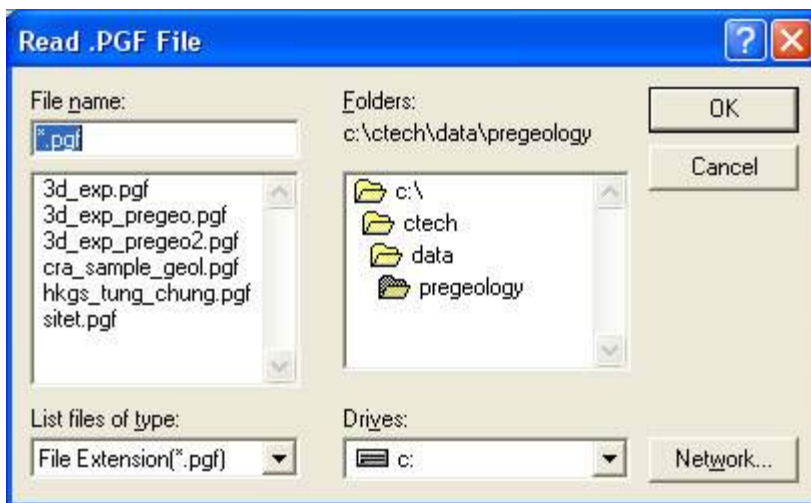 Read .PGF File
File name:
*.pgf
3d_exp.pgf
3d_exp_pregeo.pgf
3d_exp_pregeo2.pgf
cra_sample_geol.pgf
hkgs_tung_chung.pgf
sitet.pgf
List files of type:
File Extension(*.pgf)
Folders:
c:\ctech\data\pregeology
c:\
ctech
data
pregeology
Drives:
c:
OK
Cancel
Network...